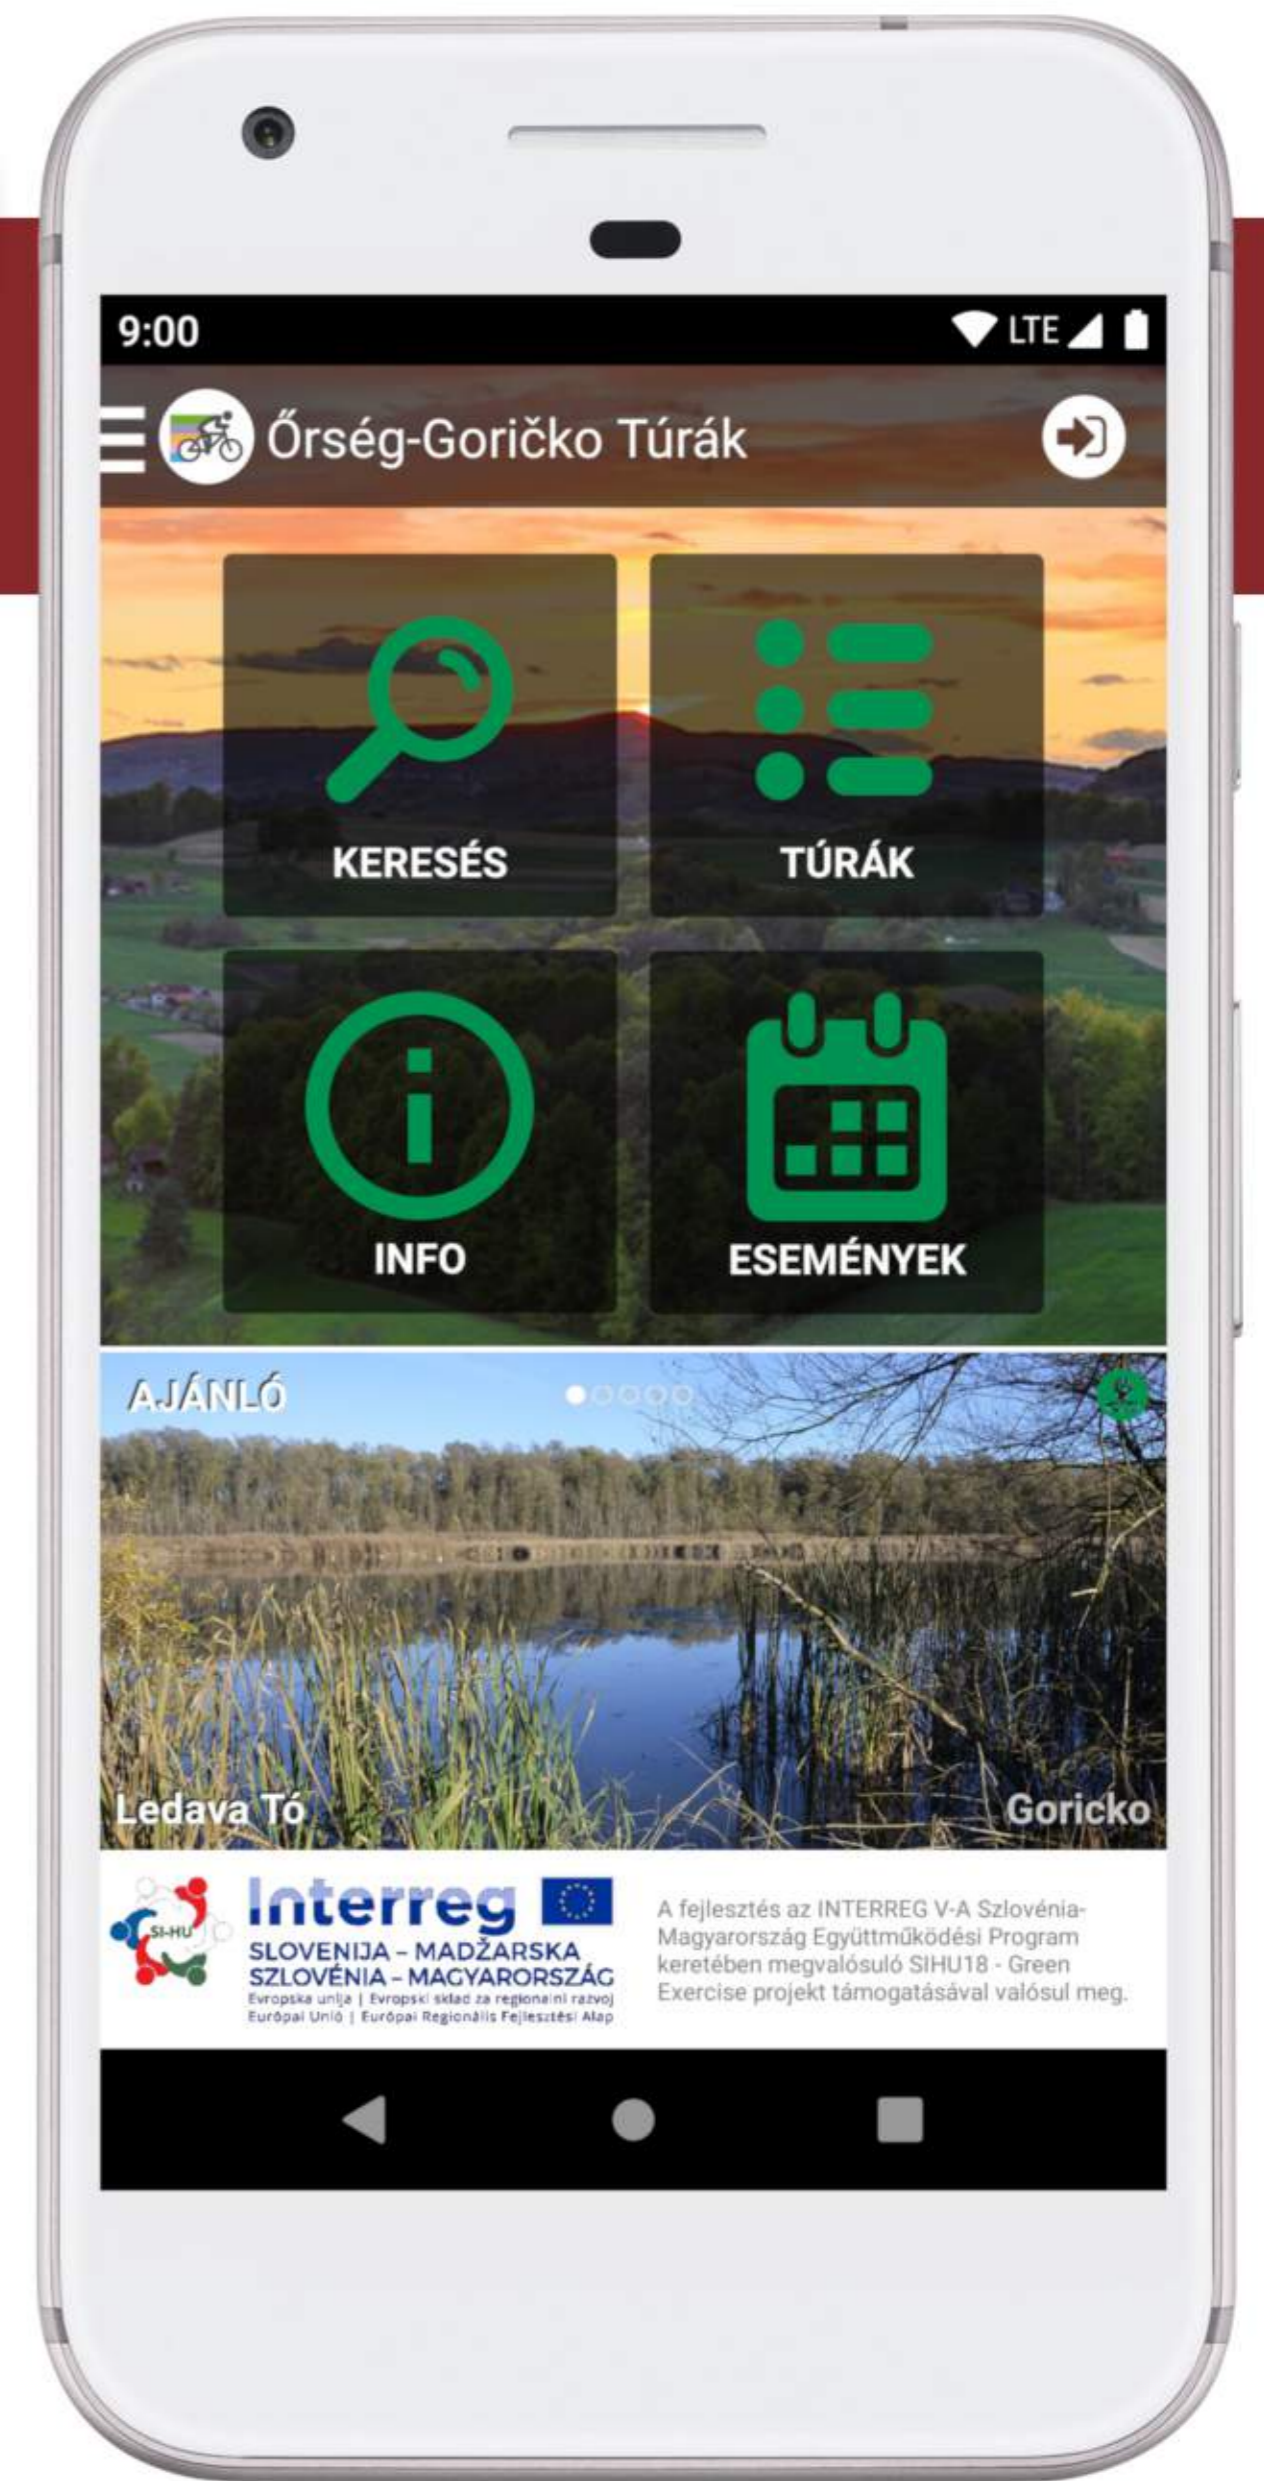 9:00
LTE
Őrség-Goričko Túrák
KERESÉS
TÚRÁK
INFO
ESEMÉNYEK
AJÁNLÓ
Ledava Tó
Goricko
SI-HU
Interreg
SLOVENIJA – MADŽARSKA
SZLOVÉNIA – MAGYARORSZÁG
Evropska unija | Evropski sklad za regionalni razvoj
Európai Unió | Európai Regionális Fejlesztési Alap
A fejlesztés az INTERREG V-A Szlovénia-
Magyarország Együttműködési Program
keretében megvalósuló SIHU18 - Green
Exercise projekt támogatásával valósul meg.